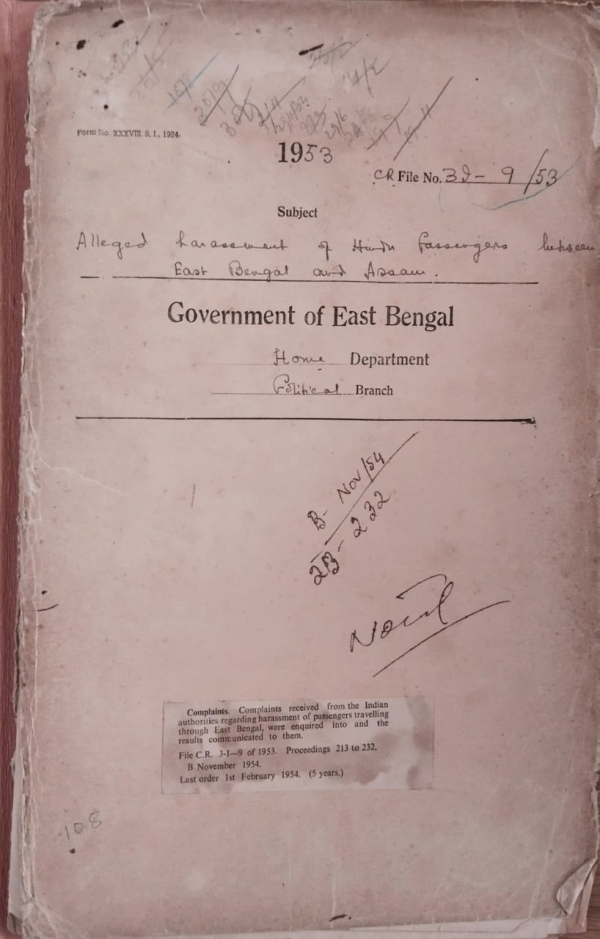 Form No. XXXVIII S. I., 1924.
1953
CR File No. 3I - 9/53
Subject
Alleged harassment of Hindu Passengers between
East Bengal and Assam.
Government of East Bengal
Home Department
Political Branch
B- Nov/54
213- 232
Complaints. Complaints received from the Indian
authorities regarding harassment of passengers travelling
through East Bengal, were enquired into and the
results communicated to them.
File C.R. 3-I—9 of 1953. Proceedings 213 to 232.
B November 1954.
Last order 1st February 1954. (5 years.)
108